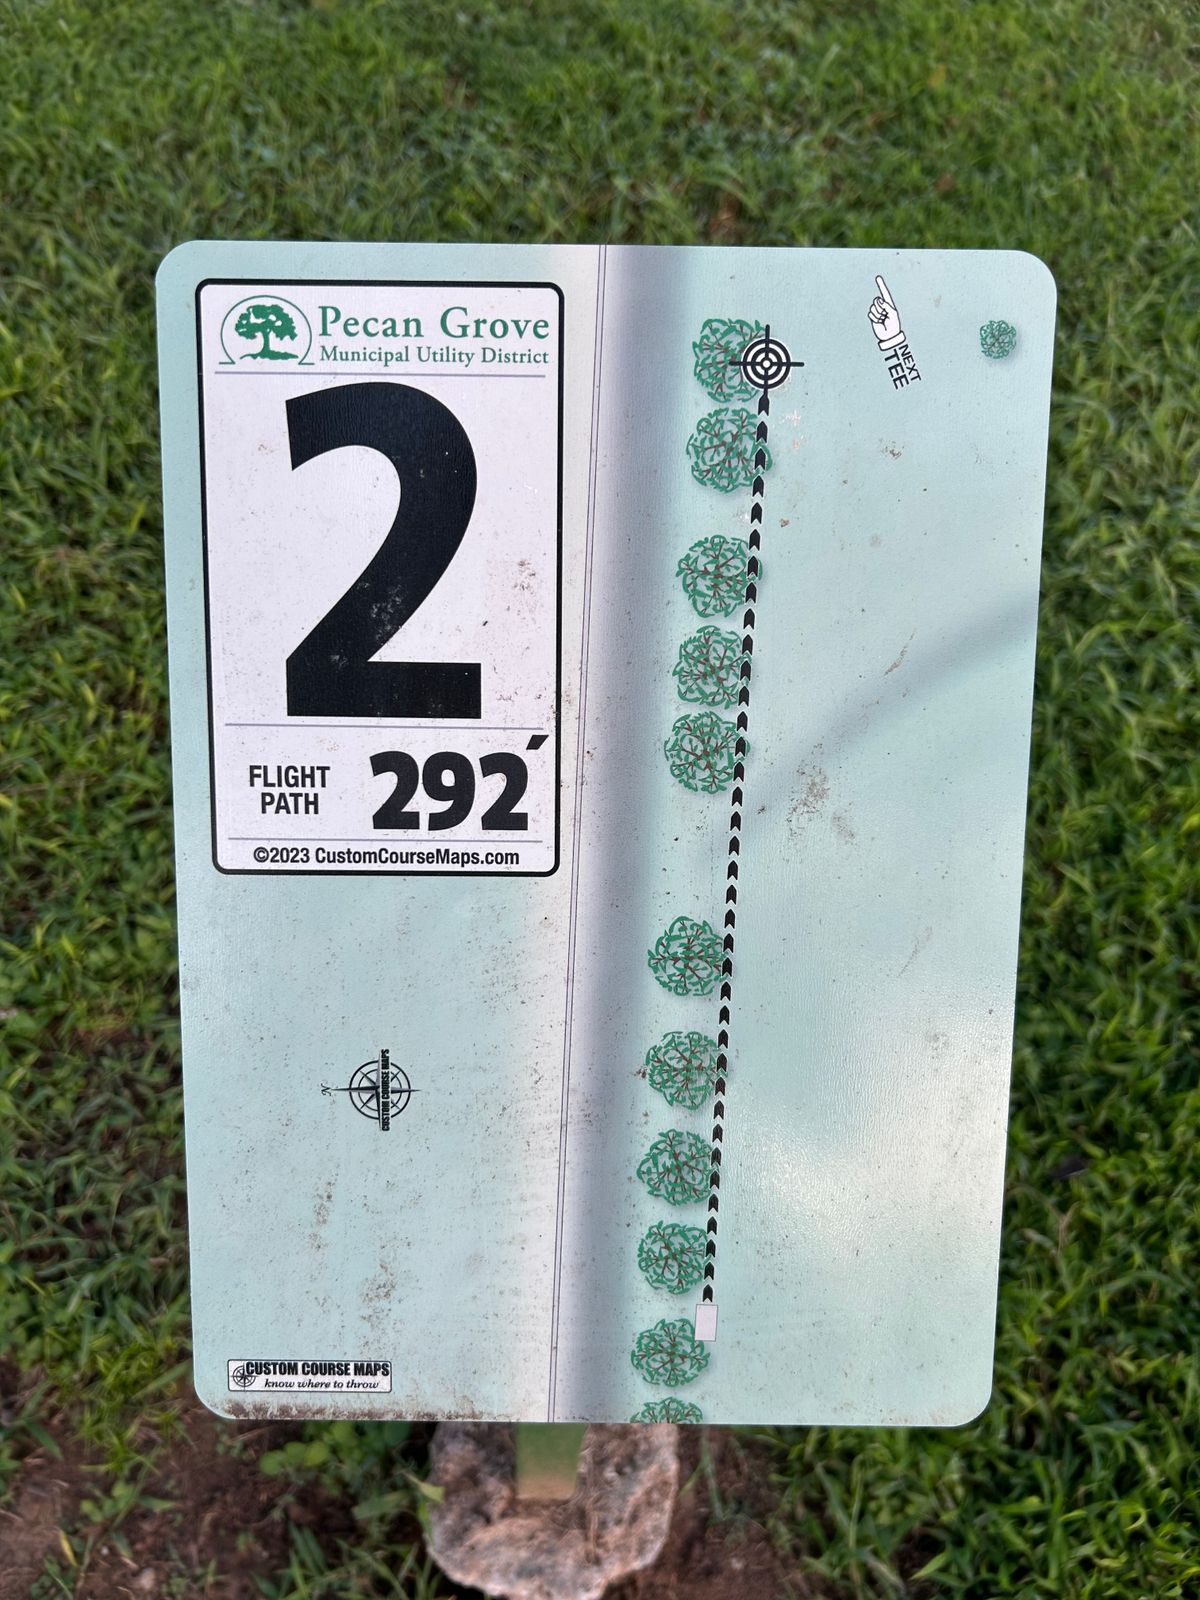 Pecan Grove
Municipal Utility District
2
FLIGHT
PATH
292´
©2023 CustomCourseMaps.com
NEXT
TEE
N
CUSTOM COURSE MAPS
CUSTOM COURSE MAPS
know where to throw